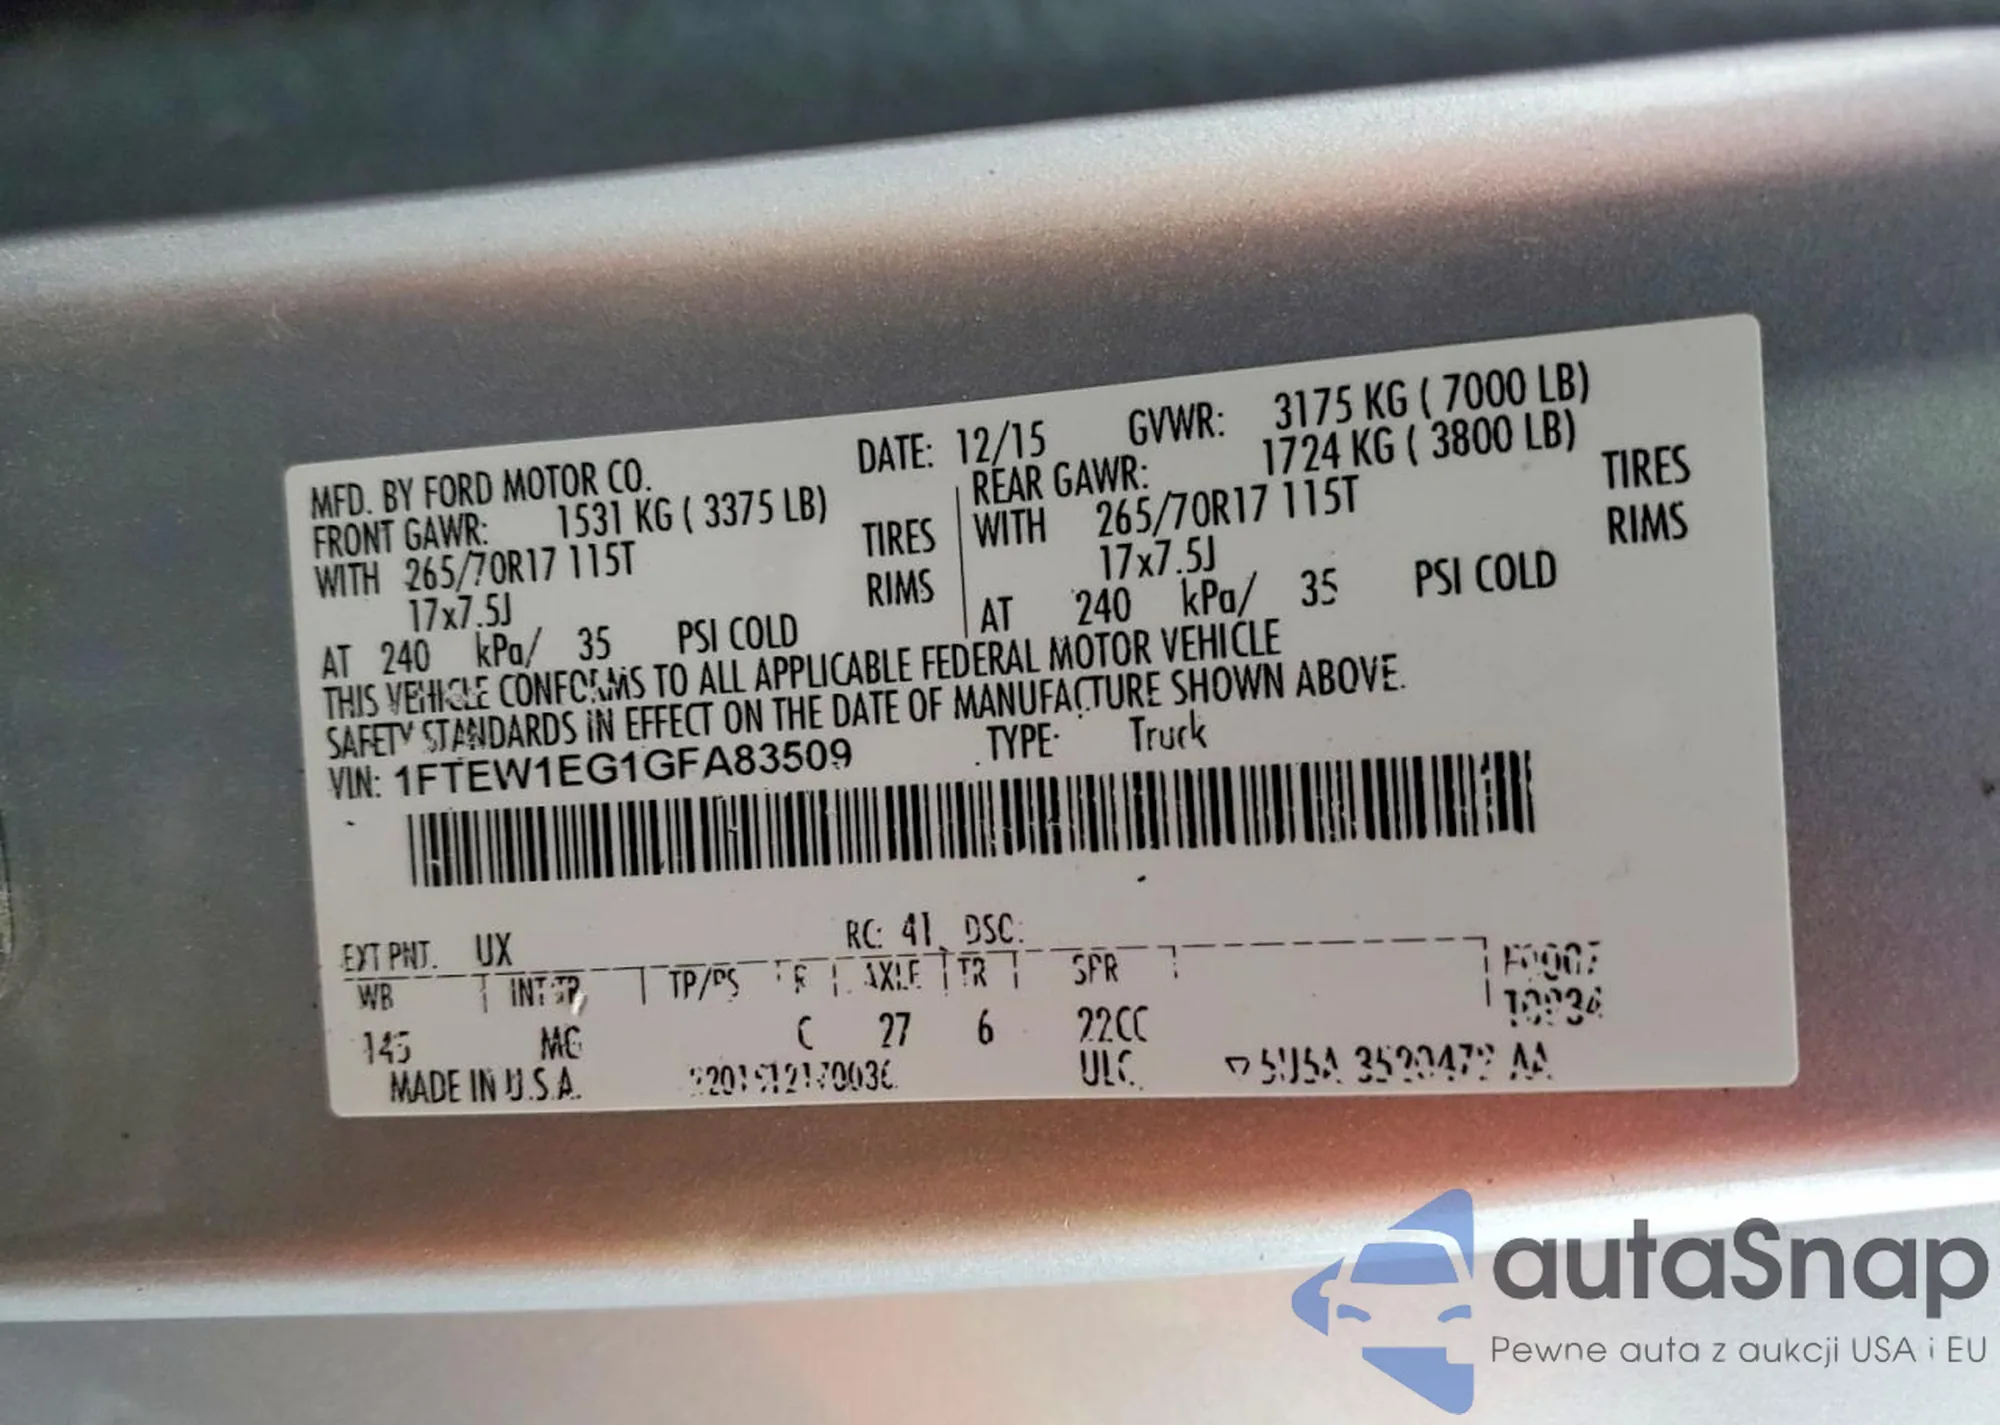 MFD. BY FORD MOTOR CO. DATE: 12/15 GVWR: 3175 KG ( 7000 LB)
FRONT GAWR: 1531 KG ( 3375 LB) REAR GAWR: 1724 KG ( 3800 LB)
WITH 265/70R17 115T TIRES WITH 265/70R17 115T TIRES
17x7.5J RIMS 17x7.5J RIMS
AT 240 kPa/ 35 PSI COLD AT 240 kPa/ 35 PSI COLD
THIS VEHICLE CONFORMS TO ALL APPLICABLE FEDERAL MOTOR VEHICLE
SAFETY STANDARDS IN EFFECT ON THE DATE OF MANUFACTURE SHOWN ABOVE.
VIN: 1FTEW1EG1GFA83509 TYPE: Truck
EXT PNT. UX RC: 41 DSC:
WB INT TR TP/PS R AXLE TR SPR
145 MG C 27 6 22CC
MADE IN U.S.A. ULC
autaSnap
Pewne auta z aukcji USA i EU